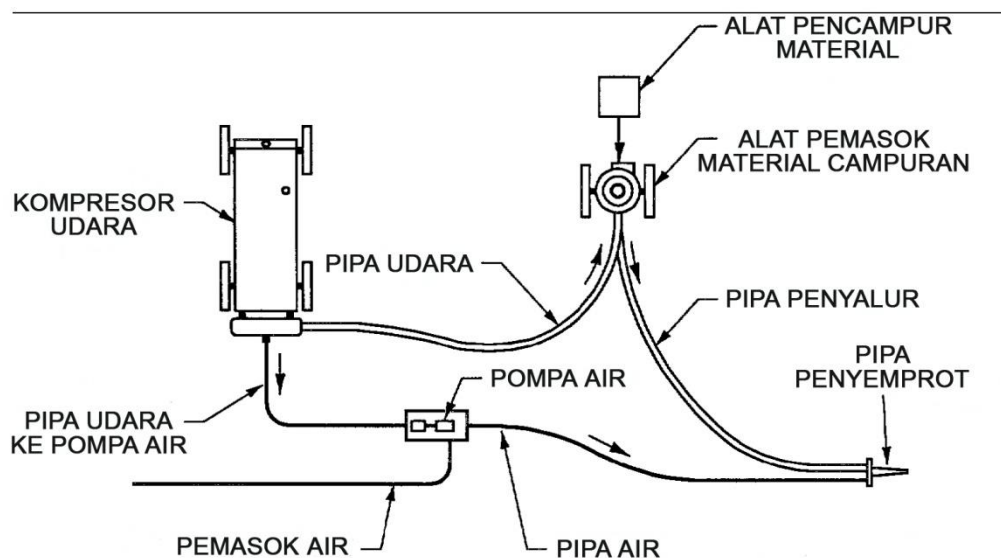 ALAT PENCAMPUR
MATERIAL
ALAT PEMASOK
MATERIAL CAMPURAN
KOMPRESOR
UDARA
PIPA UDARA
PIPA PENYALUR
PIPA
PENYEMPROT
POMPA AIR
PIPA UDARA
KE POMPA AIR
PEMASOK AIR
PIPA AIR